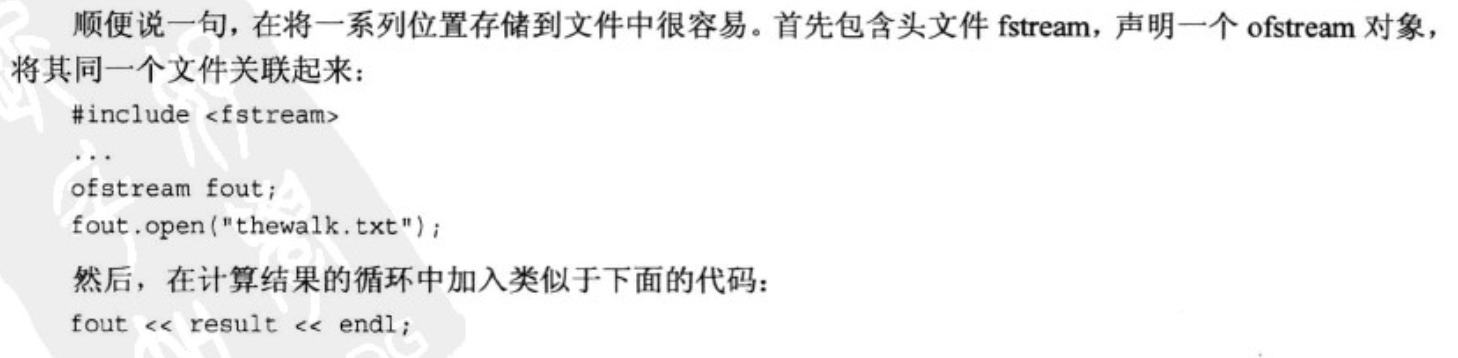 顺便说一句，在将一系列位置存储到文件中很容易。首先包含头文件 fstream，声明一个 ofstream 对象，
将其同一个文件关联起来：
#include <fstream>
...
ofstream fout;
fout.open("thewalk.txt");
然后，在计算结果的循环中加入类似于下面的代码：
fout << result << endl;